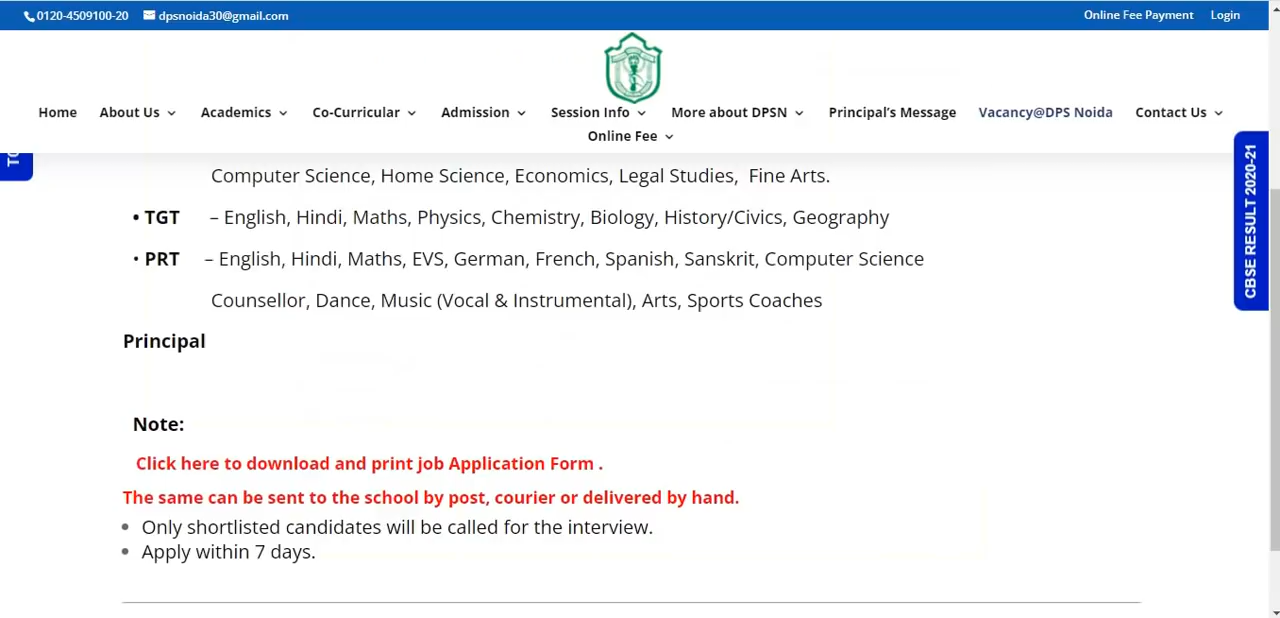 0120-4509100-20 dpsnoida30@gmail.com Online Fee Payment Login
Home About Us Academics Co-Curricular Admission Session Info More about DPSN Principal’s Message Vacancy@DPS Noida Contact Us
Online Fee
TO
CBSE RESULT 2020-21
Computer Science, Home Science, Economics, Legal Studies, Fine Arts.
• TGT – English, Hindi, Maths, Physics, Chemistry, Biology, History/Civics, Geography
• PRT – English, Hindi, Maths, EVS, German, French, Spanish, Sanskrit, Computer Science
Counsellor, Dance, Music (Vocal & Instrumental), Arts, Sports Coaches
Principal
Note:
Click here to download and print job Application Form .
The same can be sent to the school by post, courier or delivered by hand.
• Only shortlisted candidates will be called for the interview.
• Apply within 7 days.